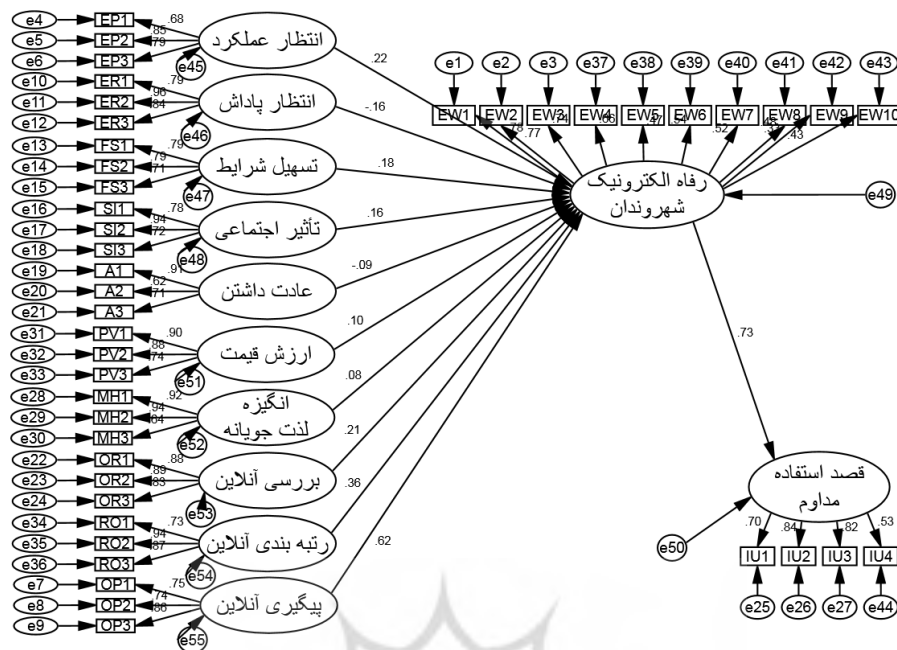 e4 EP1 .68
e5 EP2 .85
e6 EP3 .79
انتظار عملکرد
e45
.22
e10 ER1 .79
e11 ER2 .96
e12 ER3 .84
انتظار پاداش
e46
-.16
e13 FS1 .79
e14 FS2 .79
e15 FS3 .71
تسهیل شرایط
e47
.18
e16 SI1 .78
e17 SI2 .94
e18 SI3 .72
تأثیر اجتماعی
e48
.16
e19 A1 .91
e20 A2 .62
e21 A3 .71
عادت داشتن
-.09
e31 PV1 .90
e32 PV2 .88
e33 PV3 .74
ارزش قیمت
e51
.10
e28 MH1 .92
e29 MH2 .94
e30 MH3 .64
انگیزه
لذت جویانه
e52
.08
e22 OR1 .88
e23 OR2 .89
e24 OR3 .83
بررسی آنلاین
e53
.21
e34 RO1 .73
e35 RO2 .94
e36 RO3 .87
رتبه بندی آنلاین
e54
.36
e7 OP1 .75
e8 OP2 .74
e9 OP3 .86
پیگیری آنلاین
e55
.62
e1 e2 e3 e37 e38 e39 e40 e41 e42 e43
EW1 EW2 EW3 EW4 EW5 EW6 EW7 EW8 EW9 EW10
.78 .77 .74 .66 .47 .54 .52 .43
رفاه الکترونیک
شهروندان
e49
.73
قصد استفاده
مداوم
e50
.70 .84 .82 .53
IU1 IU2 IU3 IU4
e25 e26 e27 e44